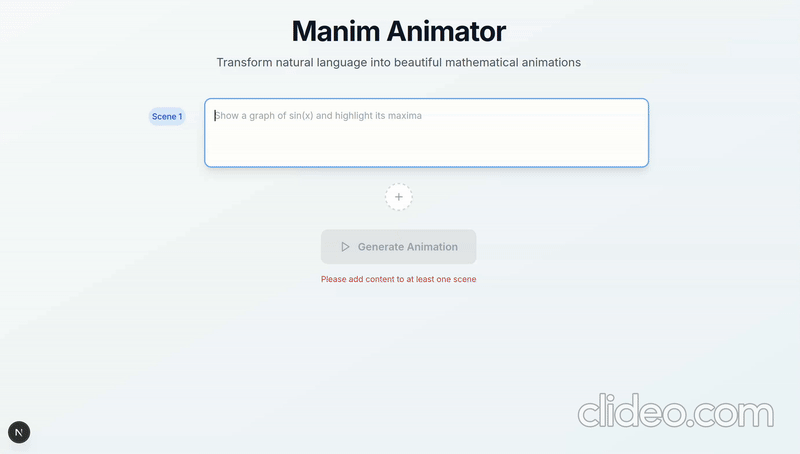 Manim Animator
Transform natural language into beautiful mathematical animations
Scene 1
Show a graph of sin(x) and highlight its maxima
+
Generate Animation
Please add content to at least one scene
clideo.com
N